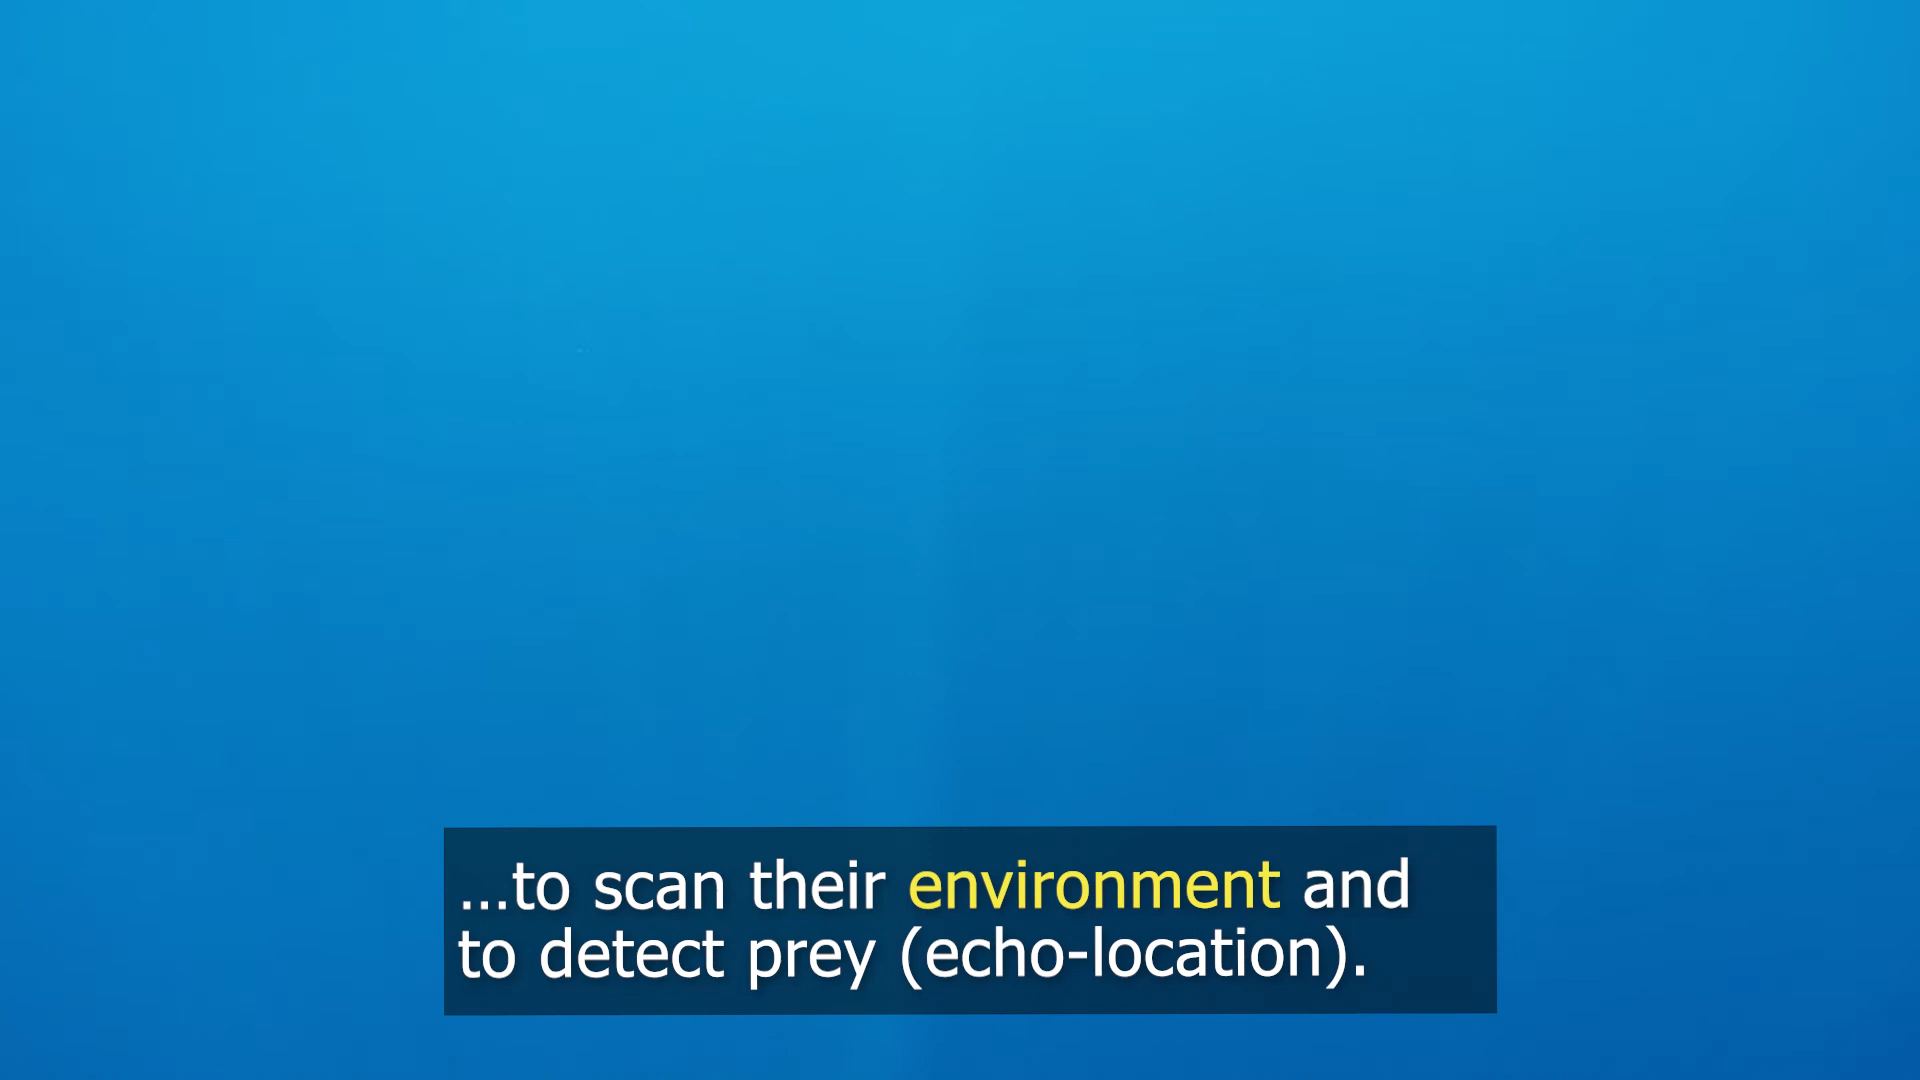 ...to scan their environment and
to detect prey (echo-location).